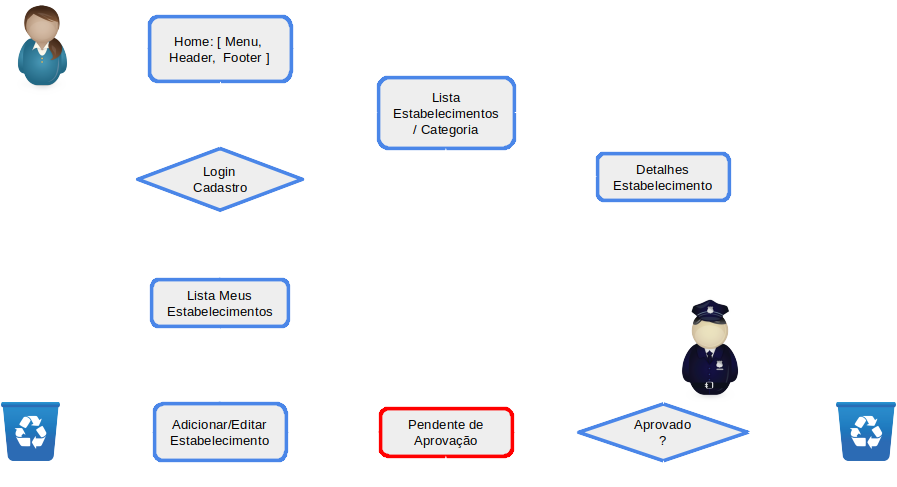 Home: [ Menu,
Header, Footer ]
Lista
Estabelecimentos
/ Categoria
Login
Cadastro
Detalhes
Estabelecimento
Lista Meus
Estabelecimentos
Adicionar/Editar
Estabelecimento
Pendente de
Aprovação
Aprovado
?